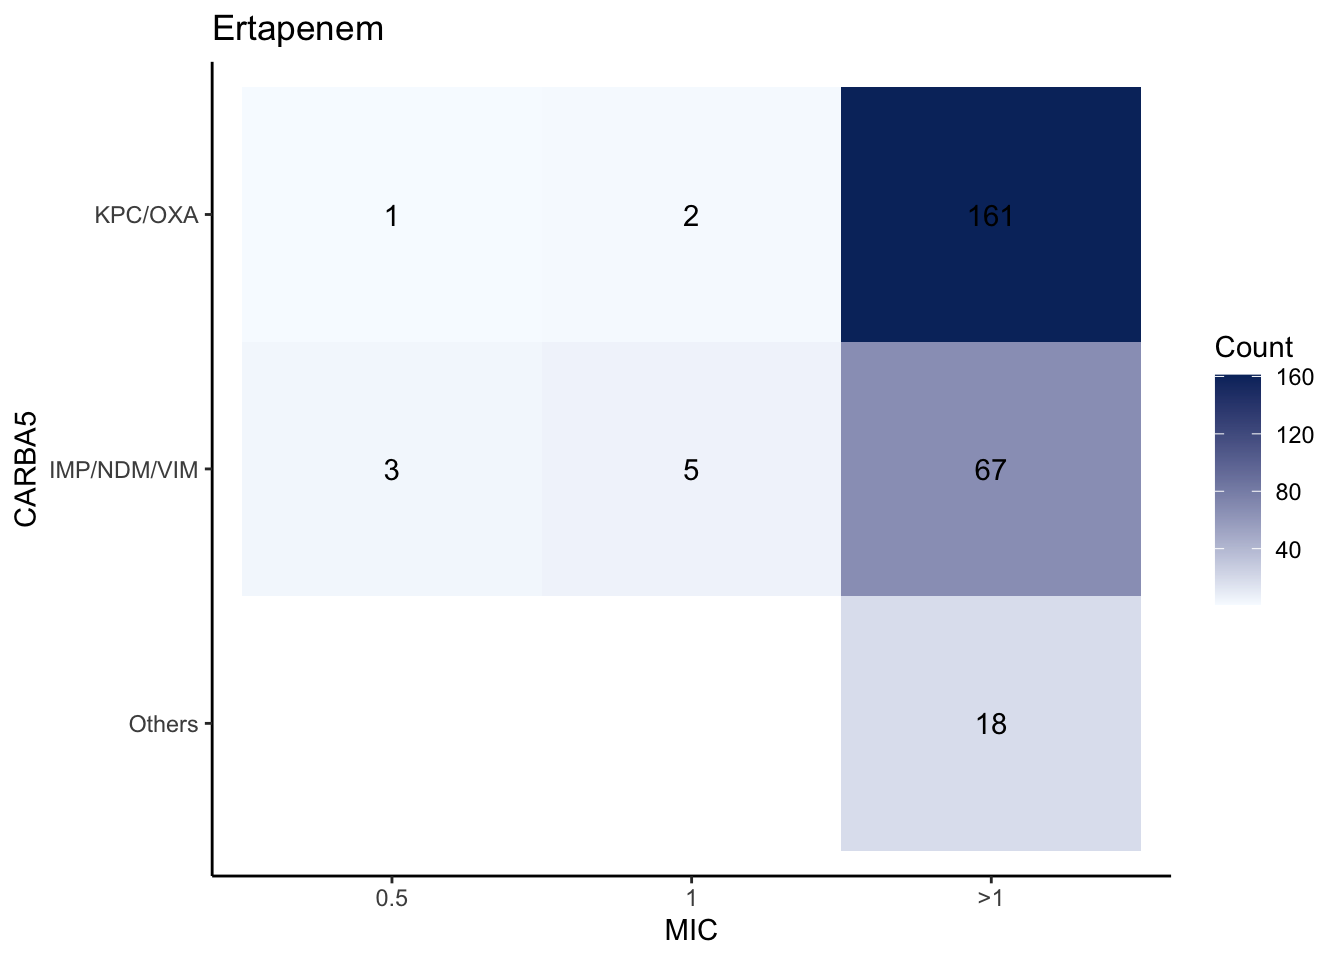 Ertapenem
CARBA5
KPC/OXA
1 2 161
IMP/NDM/VIM
3 5 67
Others
18
0.5 1 >1
MIC
Count
160
120
80
40